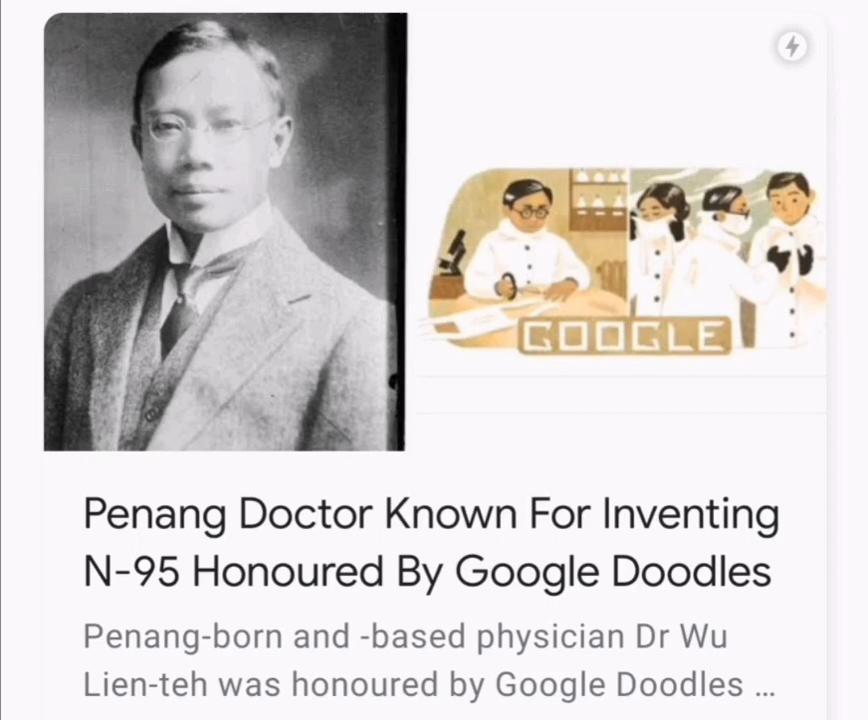 GOOGLE
Penang Doctor Known For Inventing
N-95 Honoured By Google Doodles
Penang-born and -based physician Dr Wu
Lien-teh was honoured by Google Doodles ...